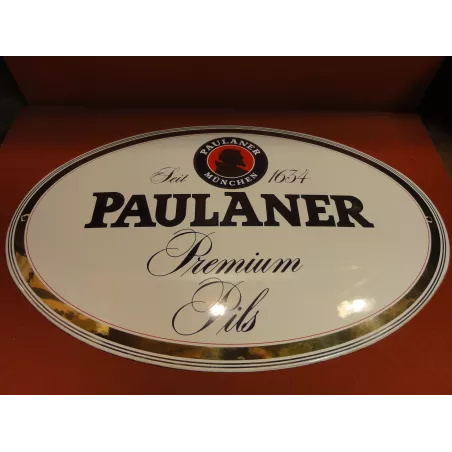 PAULANER
MÜNCHEN
Seit 1634
PAULANER
Premium
Pils